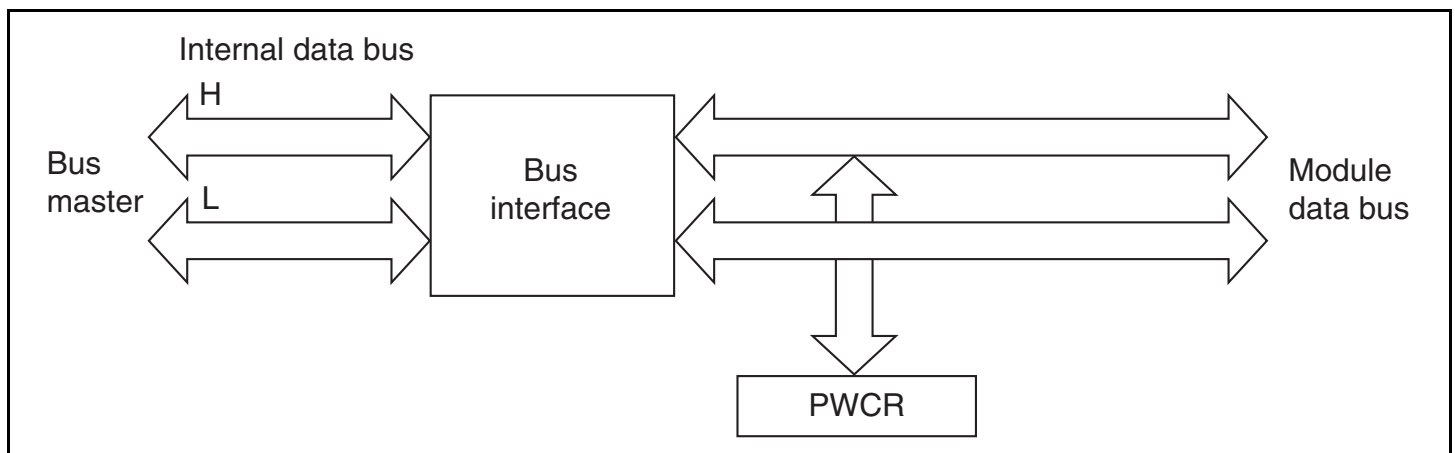 Internal data bus
H
Bus
master
L
Bus
interface
Module
data bus
PWCR